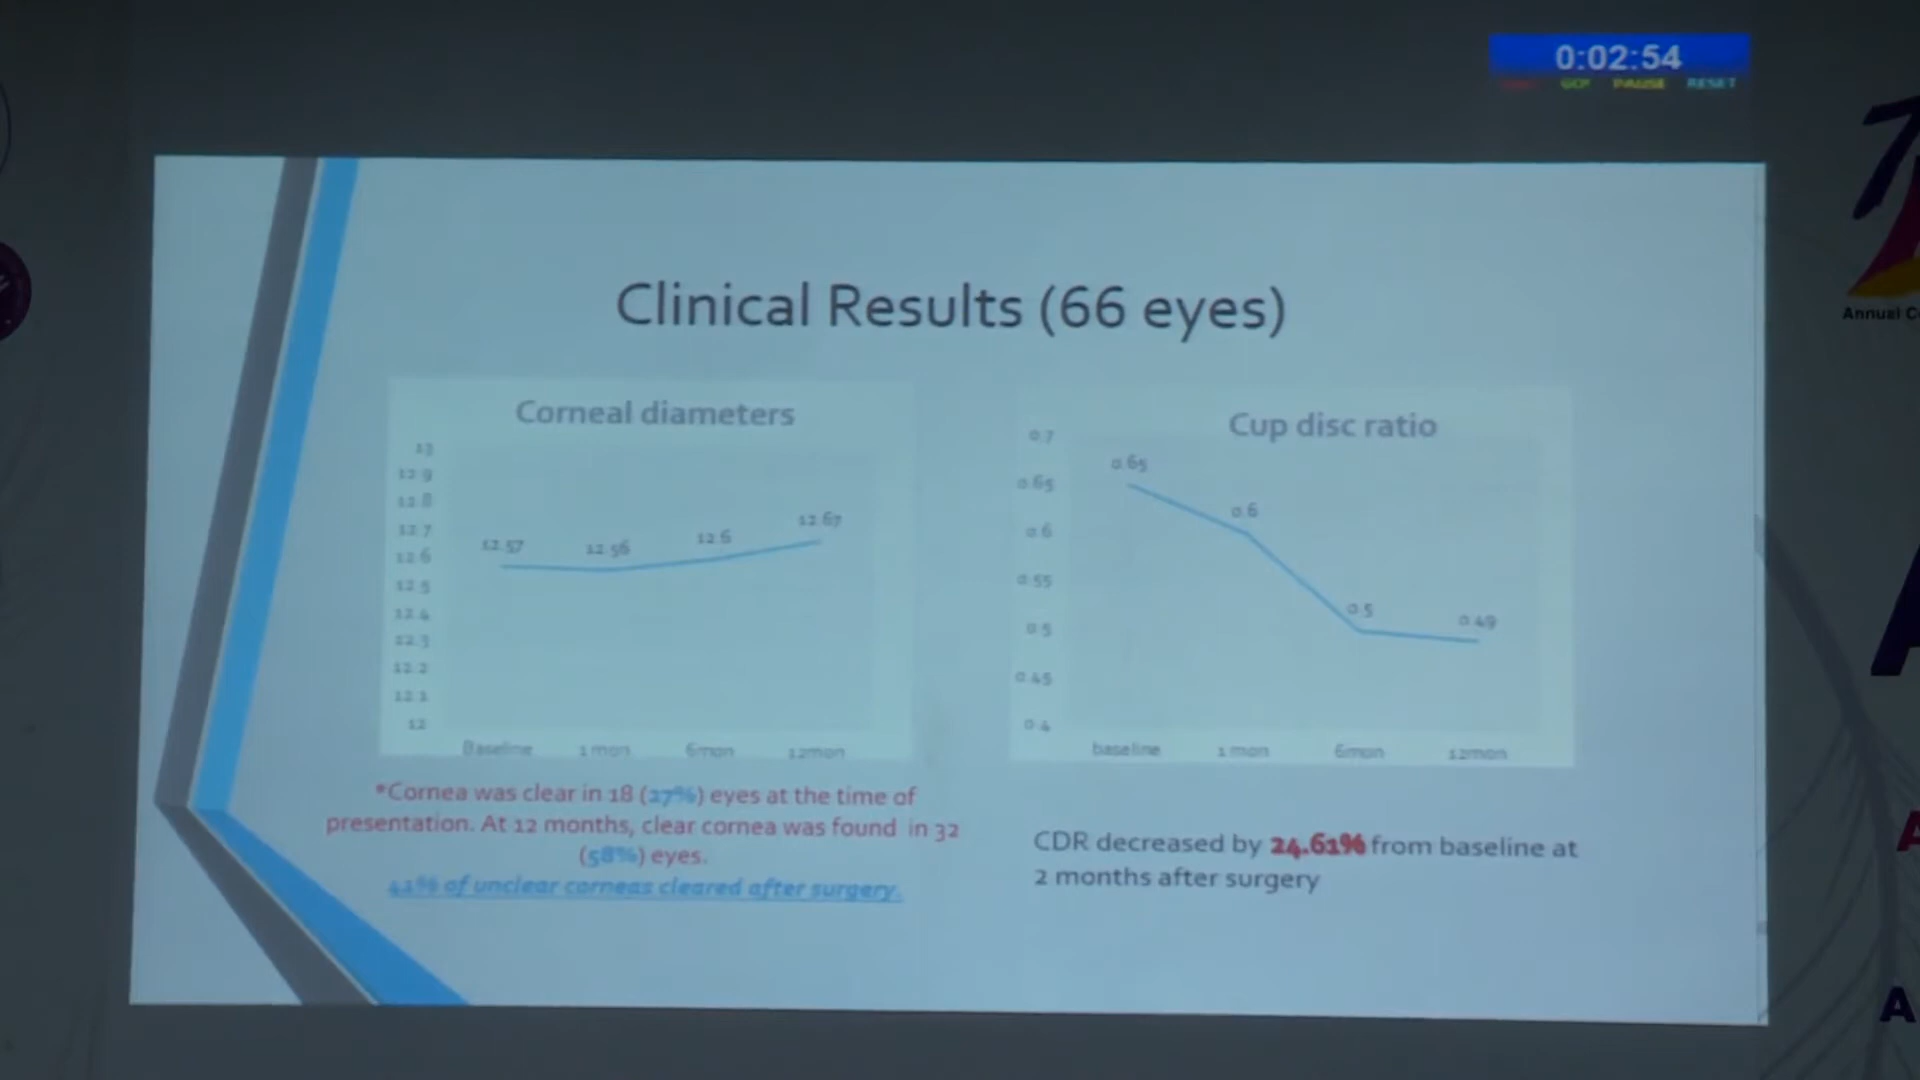 0:02:54
GO! PAUSE RESET
Annual
Clinical Results (66 eyes)
Corneal diameters
13
12.9
12.8
12.7
12.6
12.5
12.4
12.3
12.2
12.1
12
12.57
12.56
12.6
12.67
Baseline 1 mon 6mon 12mon
*Cornea was clear in 18 (27%) eyes at the time of
presentation. At 12 months, clear cornea was found in 32
(58%) eyes.
41% of unclear corneas cleared after surgery.
Cup disc ratio
0.7
0.65
0.6
0.55
0.5
0.45
0.4
0.65
0.6
0.5
0.49
baseline 1 mon 6mon 12mon
CDR decreased by 24.61% from baseline at
2 months after surgery
A
A
A